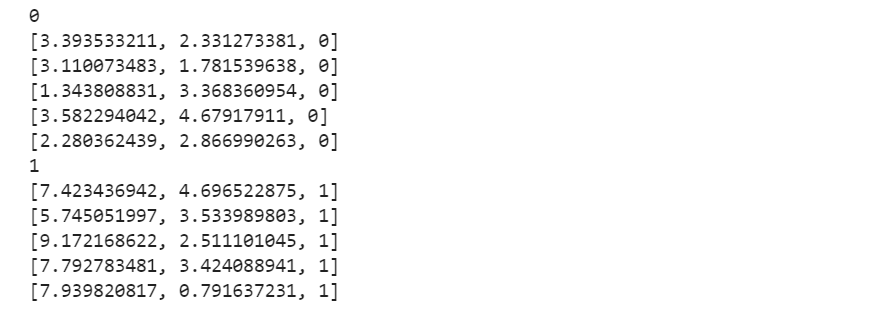 0
[3.393533211, 2.331273381, 0]
[3.110073483, 1.781539638, 0]
[1.343808831, 3.368360954, 0]
[3.582294042, 4.67917911, 0]
[2.280362439, 2.866990263, 0]
1
[7.423436942, 4.696522875, 1]
[5.745051997, 3.533989803, 1]
[9.172168622, 2.511101045, 1]
[7.792783481, 3.424088941, 1]
[7.939820817, 0.791637231, 1]